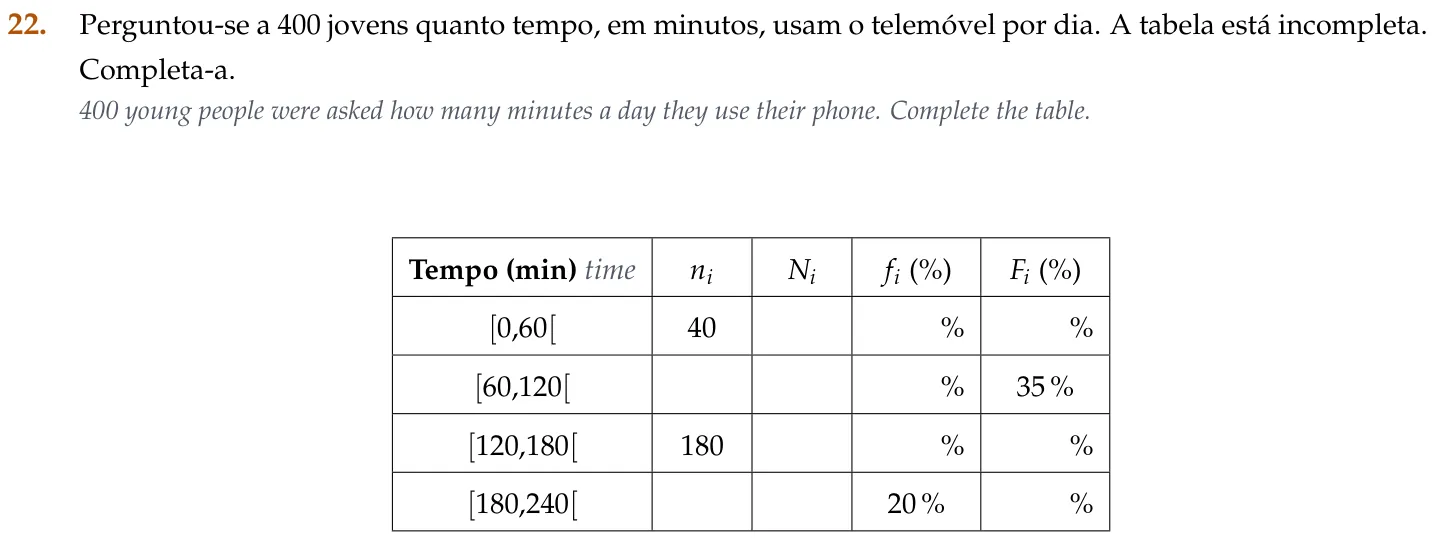 22. Perguntou-se a 400 jovens quanto tempo, em minutos, usam o telemóvel por dia. A tabela está incompleta.
Completa-a.
400 young people were asked how many minutes a day they use their phone. Complete the table.
Tempo (min) time nᵢ Nᵢ fᵢ (%) Fᵢ (%)
[0,60[ 40 % %
[60,120[ % 35 %
[120,180[ 180 % %
[180,240[ 20 % %